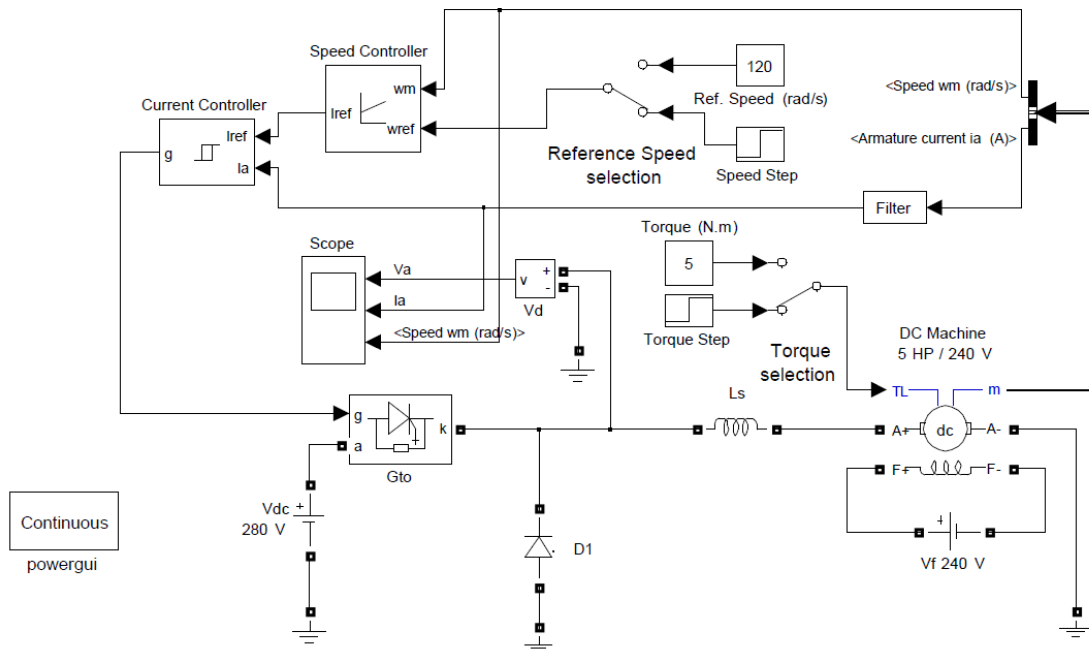 Speed Controller
wm
Iref
wref
Current Controller
Iref
g
Ia
120
Ref. Speed (rad/s)
Reference Speed
selection
Speed Step
<Speed wm (rad/s)>
<Armature current ia (A)>
Filter
Torque (N.m)
5
Torque Step
Torque
selection
Scope
Va
Ia
<Speed wm (rad/s)>
v
+
-
Vd
DC Machine
5 HP / 240 V
TL
m
A+
dc
A-
F+
F-
+
Vf 240 V
Ls
g
a
k
+
Gto
Vdc
+
280 V
D1
Continuous
powergui